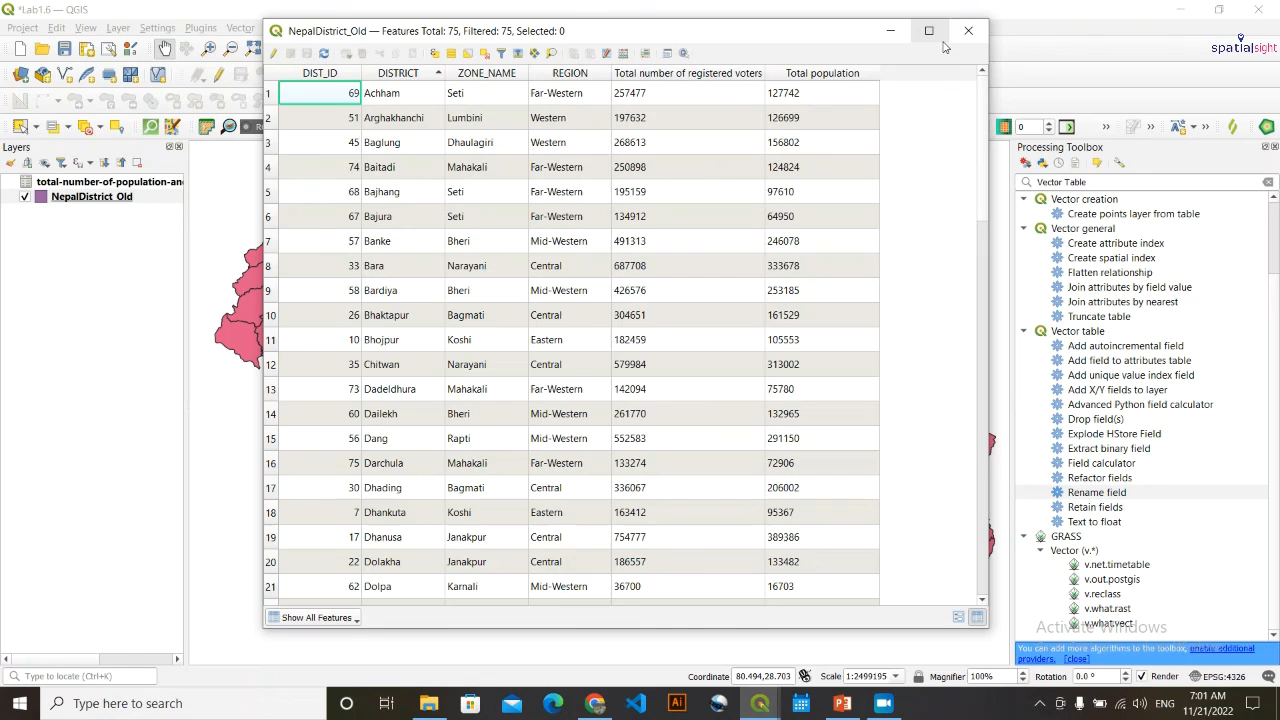 *Lab1.6 — QGIS
Project Edit View Layer Settings Plugins Vector
spatialsight
NepalDistrict_Old — Features Total: 75, Filtered: 75, Selected: 0
DIST_ID DISTRICT ZONE_NAME REGION Total number of registered voters Total population
1 69 Achham Seti Far-Western 257477 127742
2 51 Arghakhanchi Lumbini Western 197632 126699
3 45 Baglung Dhaulagiri Western 268613 156802
4 74 Baitadi Mahakali Far-Western 250898 124824
5 68 Bajhang Seti Far-Western 195159 97610
6 67 Bajura Seti Far-Western 134912 64950
7 57 Banke Bheri Mid-Western 491313 246078
8 33 Bara Narayani Central 687708 333678
9 58 Bardiya Bheri Mid-Western 426576 253185
10 26 Bhaktapur Bagmati Central 304651 161529
11 10 Bhojpur Koshi Eastern 182459 105553
12 35 Chitwan Narayani Central 579984 313002
13 73 Dadeldhura Mahakali Far-Western 142094 75780
14 60 Dailekh Bheri Mid-Western 261770 132965
15 56 Dang Rapti Mid-Western 552583 291150
16 75 Darchula Mahakali Far-Western 133274 72906
17 30 Dhading Bagmati Central 336067 206002
18 7 Dhankuta Koshi Eastern 163412 95367
19 17 Dhanusa Janakpur Central 754777 389386
20 22 Dolakha Janakpur Central 186557 133482
21 62 Dolpa Karnali Mid-Western 36700 16703
Show All Features
Layers
total-number-of-population-an
NepalDistrict_Old
0
Processing Toolbox
Vector Table
Vector creation
Create points layer from table
Vector general
Create attribute index
Create spatial index
Flatten relationship
Join attributes by field value
Join attributes by nearest
Truncate table
Vector table
Add autoincremental field
Add field to attributes table
Add unique value index field
Add X/Y fields to layer
Advanced Python field calculator
Drop field(s)
Explode HStore Field
Extract binary field
Field calculator
Refactor fields
Rename field
Retain fields
Text to float
GRASS
Vector (v.*)
v.net.timetable
v.out.postgis
v.reclass
v.what.rast
v.what.vect
Activate Windows
You can add more algorithms to the toolbox, enable additional
providers. [close]
Type to locate (Ctrl+K)
Coordinate 80.494,28.703 Scale 1:2499195 Magnifier 100% Rotation 0.0 ° Render EPSG:4326
Type here to search
ENG
7:01 AM
11/21/2022